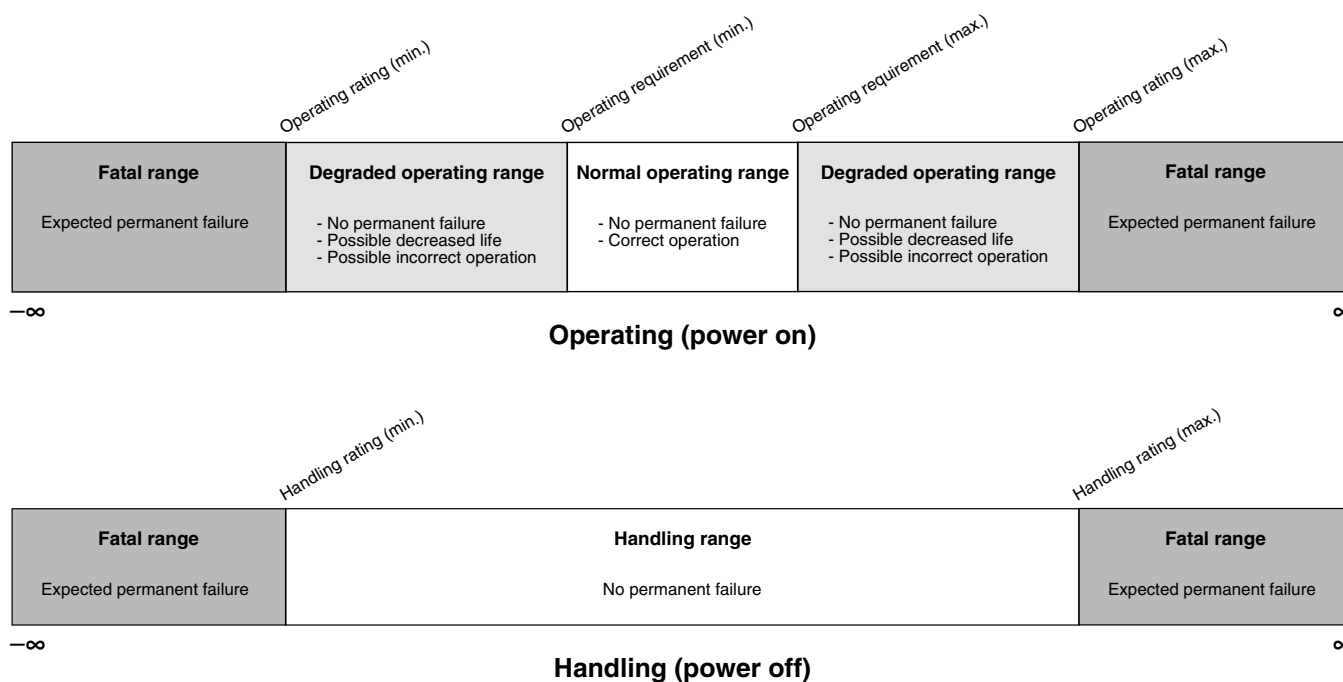 Operating rating (min.)
Operating requirement (min.)
Operating requirement (max.)
Operating rating (max.)
Fatal range
Expected permanent failure
Degraded operating range
- No permanent failure
- Possible decreased life
- Possible incorrect operation
Normal operating range
- No permanent failure
- Correct operation
Degraded operating range
- No permanent failure
- Possible decreased life
- Possible incorrect operation
Fatal range
Expected permanent failure
–∞
∞
Operating (power on)
Handling rating (min.)
Handling rating (max.)
Fatal range
Expected permanent failure
Handling range
No permanent failure
Fatal range
Expected permanent failure
–∞
∞
Handling (power off)